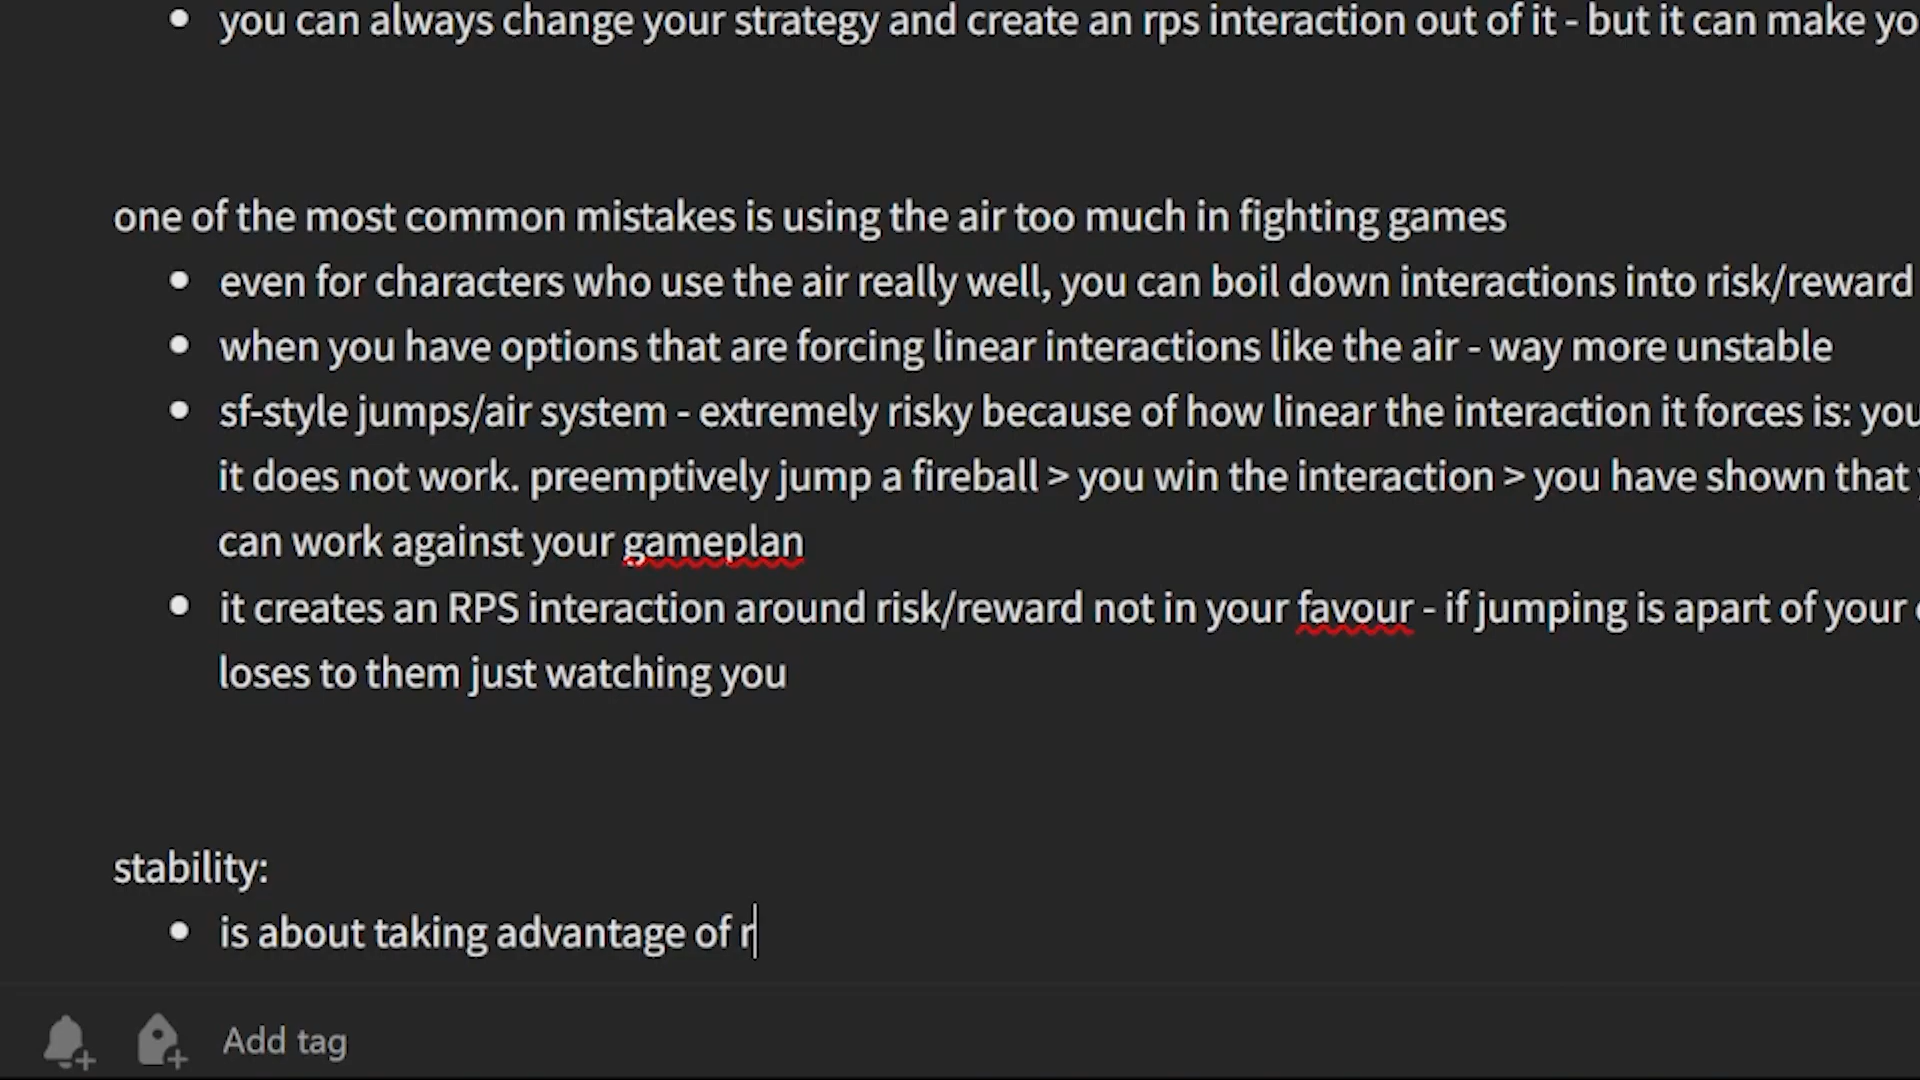 you can always change your strategy and create an rps interaction out of it - but it can make
one of the most common mistakes is using the air too much in fighting games
even for characters who use the air really well, you can boil down interactions into risk/reward
when you have options that are forcing linear interactions like the air - way more unstable
sf-style jumps/air system - extremely risky because of how linear the interaction it forces is:
it does not work. preemptively jump a fireball > you win the interaction > you have shown that
can work against your gameplan
it creates an RPS interaction around risk/reward not in your favour - if jumping is apart of your
loses to them just watching you
stability:
is about taking advantage of r
Add tag